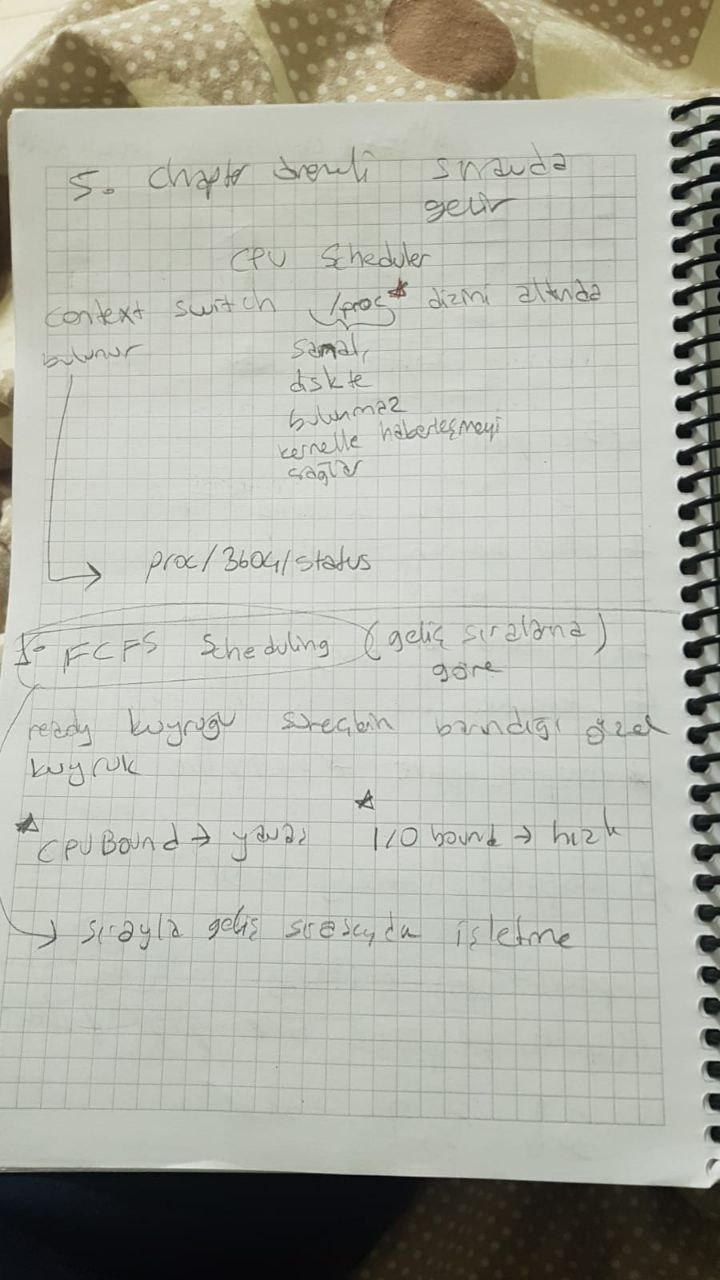 5. Chapter önemli sınavda
gelir
CPU Scheduler
context switch /proc* dizini altında
bulunur
sanal,
diskte
bulunmaz
kernelle haberleşmeyi
sağlar
proc/3604/status
1- FCFS Scheduling (geliş sıralama)
göre
ready kuyruğu süreçlerin barındığı özel
kuyruk
* CPU Bound → yavaş * I/O bound → hızlı
→ sırayla geliş sırasıyla işletme